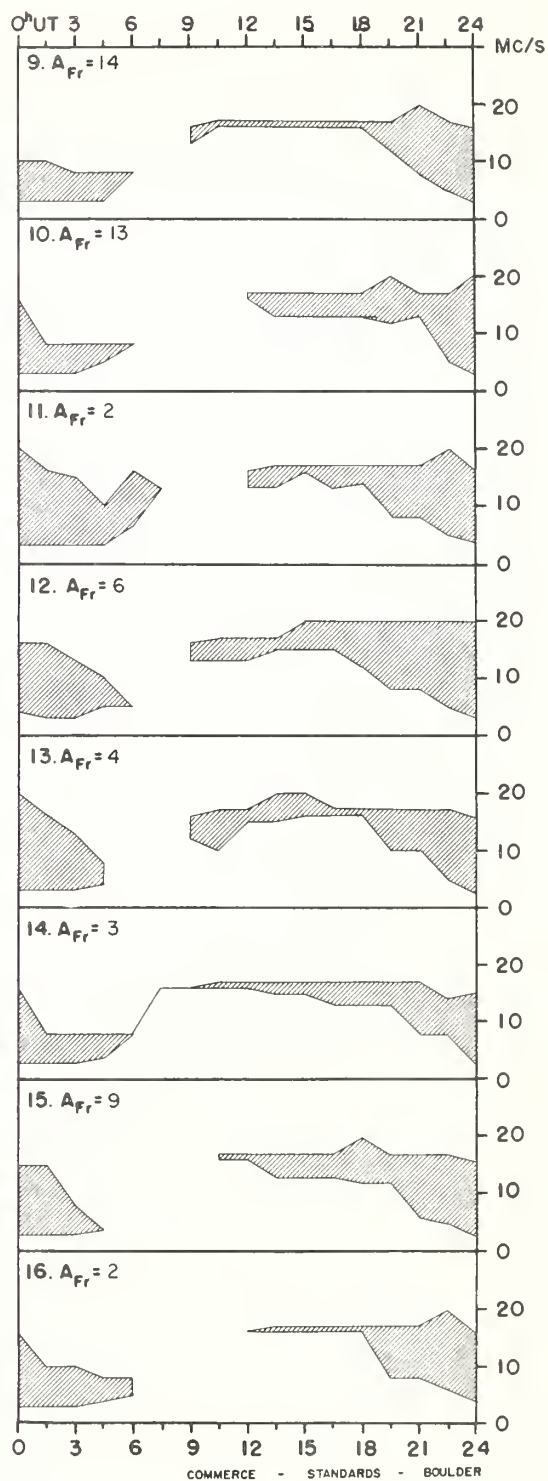 0ʰ UT 3 6 9 12 15 18 21 24
MC/S
9. A_Fr = 14
20
10
0
10. A_Fr = 13
20
10
0
11. A_Fr = 2
20
10
0
12. A_Fr = 6
20
10
0
13. A_Fr = 4
20
10
0
14. A_Fr = 3
20
10
0
15. A_Fr = 9
20
10
0
16. A_Fr = 2
20
10
0
0 3 6 9 12 15 18 21 24
COMMERCE - STANDARDS - BOULDER